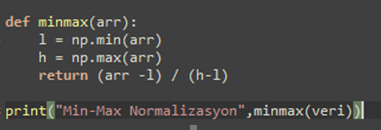 def minmax(arr):
    l = np.min(arr)
    h = np.max(arr)
    return (arr -l) / (h-l)
print("Min-Max Normalizasyon",minmax(veri))